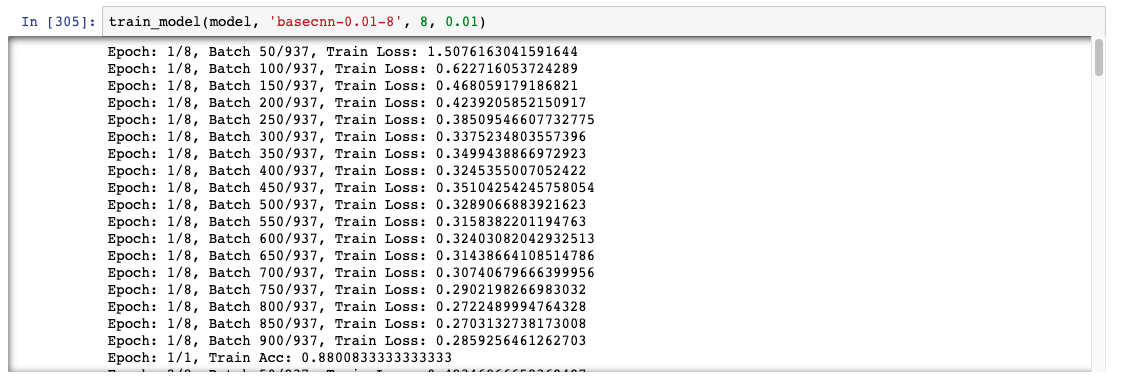 In [305]: train_model(model, 'basecnn-0.01-8', 8, 0.01)
Epoch: 1/8, Batch 50/937, Train Loss: 1.5076163041591644
Epoch: 1/8, Batch 100/937, Train Loss: 0.622716053724289
Epoch: 1/8, Batch 150/937, Train Loss: 0.468059179186821
Epoch: 1/8, Batch 200/937, Train Loss: 0.4239205852150917
Epoch: 1/8, Batch 250/937, Train Loss: 0.38509546607732775
Epoch: 1/8, Batch 300/937, Train Loss: 0.3375234803557396
Epoch: 1/8, Batch 350/937, Train Loss: 0.3499438866972923
Epoch: 1/8, Batch 400/937, Train Loss: 0.3245355007052422
Epoch: 1/8, Batch 450/937, Train Loss: 0.35104254245758054
Epoch: 1/8, Batch 500/937, Train Loss: 0.3289066883921623
Epoch: 1/8, Batch 550/937, Train Loss: 0.3158382201194763
Epoch: 1/8, Batch 600/937, Train Loss: 0.32403082042932513
Epoch: 1/8, Batch 650/937, Train Loss: 0.31438664108514786
Epoch: 1/8, Batch 700/937, Train Loss: 0.30740679666399956
Epoch: 1/8, Batch 750/937, Train Loss: 0.2902198266983032
Epoch: 1/8, Batch 800/937, Train Loss: 0.2722489994764328
Epoch: 1/8, Batch 850/937, Train Loss: 0.2703132738173008
Epoch: 1/8, Batch 900/937, Train Loss: 0.2859256461262703
Epoch: 1/1, Train Acc: 0.8800833333333333